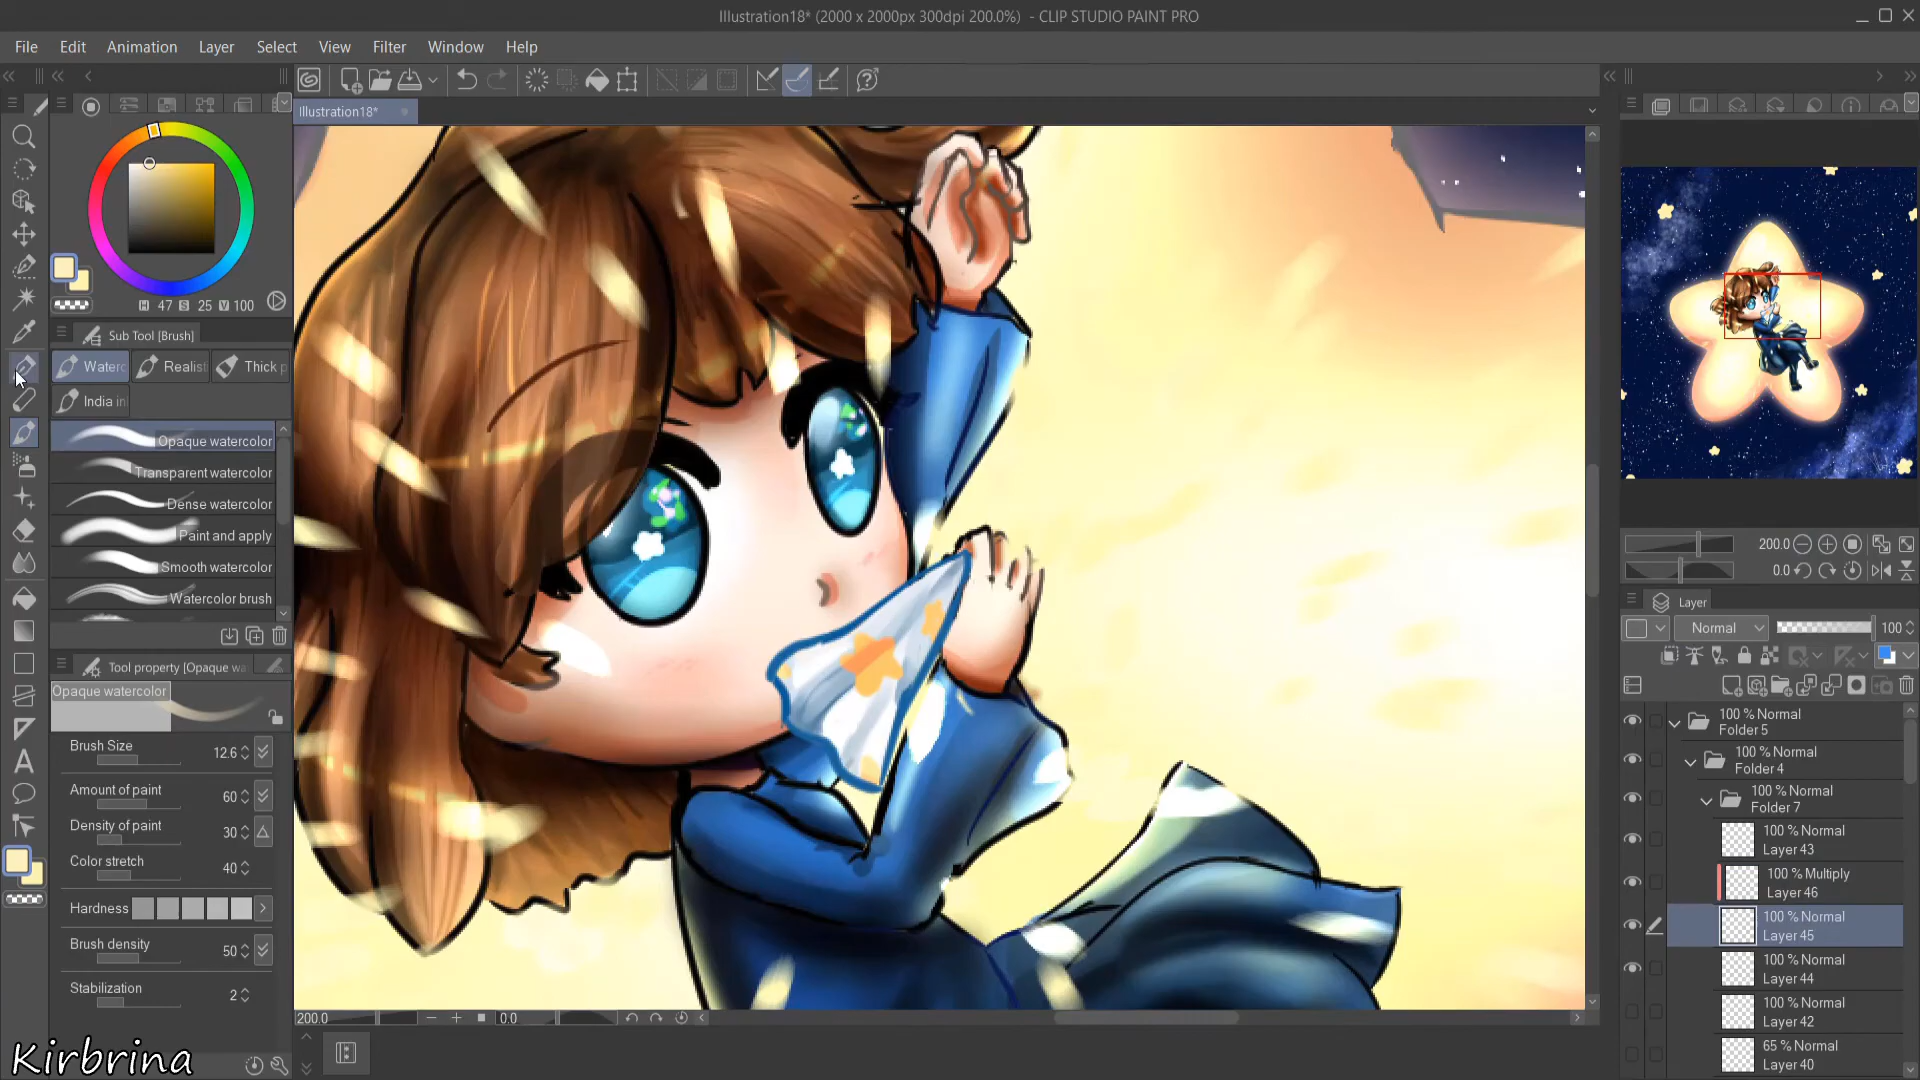 Illustration18* (2000 x 2000px 300dpi 200.0%) - CLIP STUDIO PAINT PRO
File Edit Animation Layer Select View Filter Window Help
Illustration18*
H 47 S 25 V 100
Sub Tool [Brush]
Waterc Realist Thick p
India in
Opaque watercolor
Transparent watercolor
Dense watercolor
Paint and apply
Smooth watercolor
Watercolor brush
Tool property [Opaque wa
Opaque watercolor
Brush Size 12.6
Amount of paint 60
Density of paint 30
Color stretch 40
Hardness
Brush density 50
Stabilization 2
Kirbrina
200.0 0.0
200.0
0.0
Layer
Normal 100
100 % Normal
Folder 5
100 % Normal
Folder 4
100 % Normal
Folder 7
100 % Normal
Layer 43
100 % Multiply
Layer 46
100 % Normal
Layer 45
100 % Normal
Layer 44
100 % Normal
Layer 42
65 % Normal
Layer 40